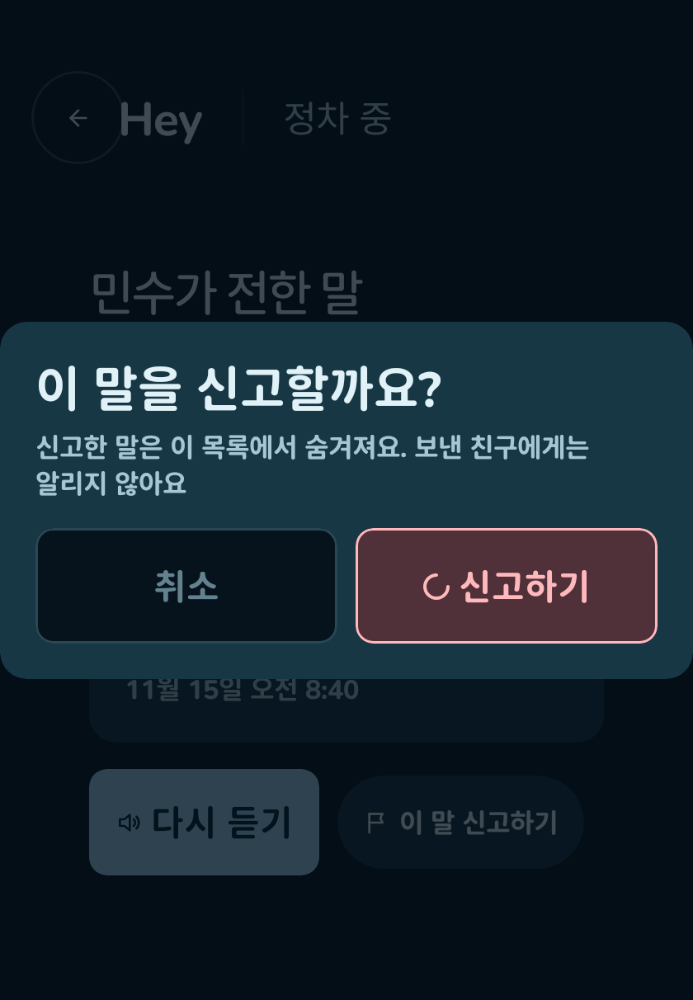 Hey
정차 중
민수가 전한 말
이 말을 신고할까요?
신고한 말은 이 목록에서 숨겨져요. 보낸 친구에게는
알리지 않아요
취소
신고하기
11월 15일 오전 8:40
다시 듣기
이 말 신고하기